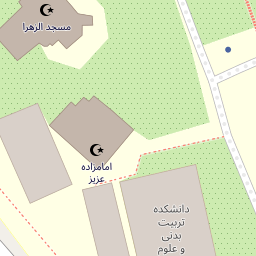 مسجد الزهرا
امامزاده
عزیز
دانشکده
تربیت
بدنی
و علوم